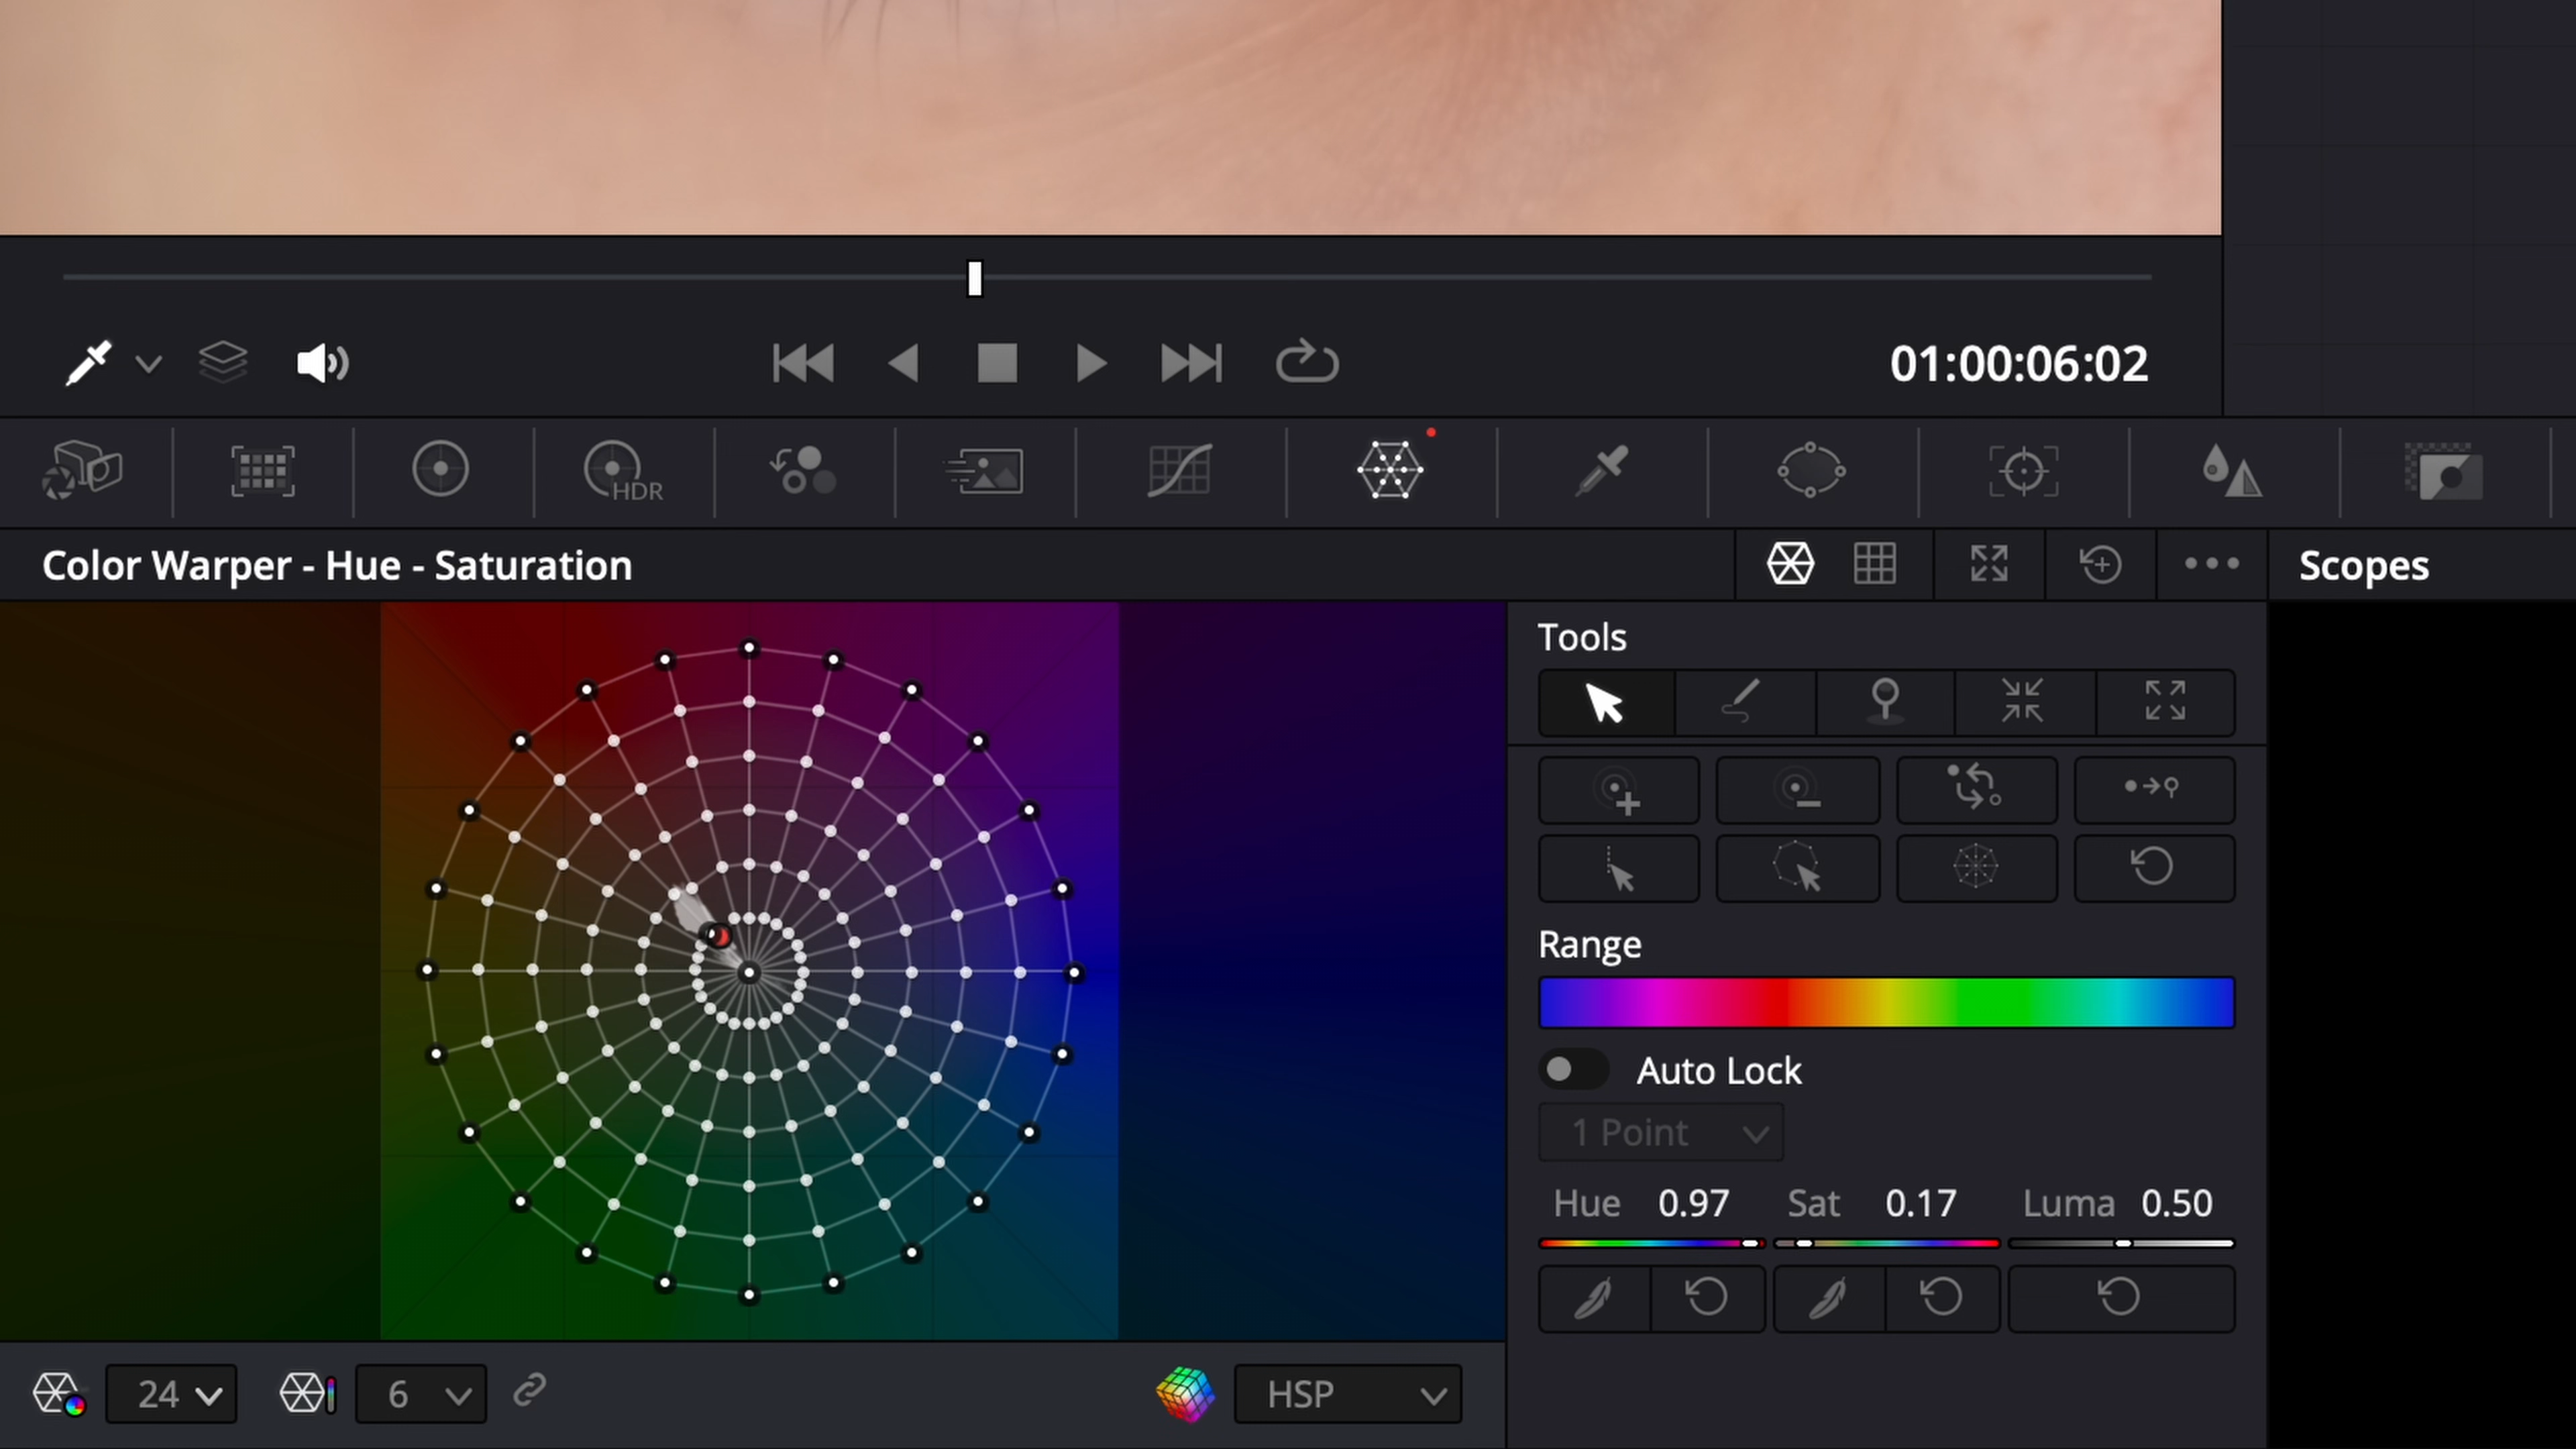 01:00:06:02
HDR
Color Warper - Hue - Saturation
Scopes
Tools
Range
Auto Lock
1 Point
Hue 0.97 Sat 0.17 Luma 0.50
24 6 HSP